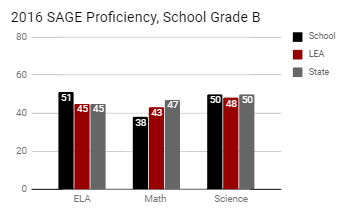 2016 SAGE Proficiency, School Grade B
80
60
40
20
0
51
45
45
38
43
47
50
48
50
ELA
Math
Science
School
LEA
State